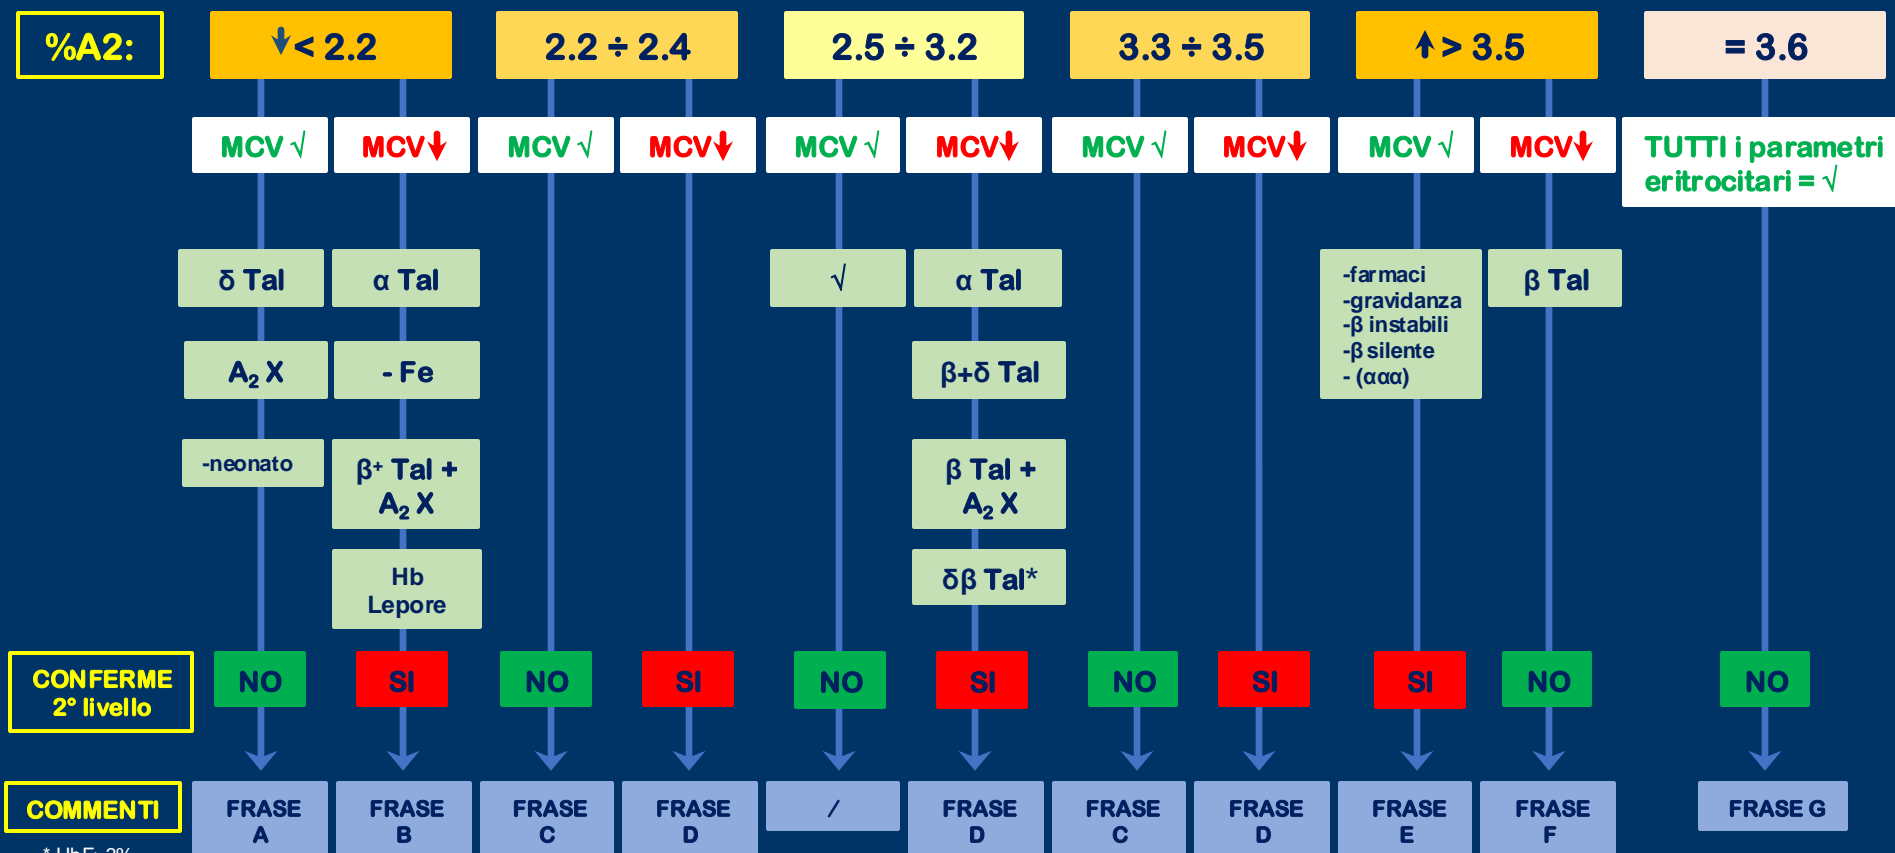 %A2:
↓< 2.2
2.2 ÷ 2.4
2.5 ÷ 3.2
3.3 ÷ 3.5
↑ > 3.5
= 3.6
MCV √
MCV↓
MCV √
MCV↓
MCV √
MCV↓
MCV √
MCV↓
MCV √
MCV↓
TUTTI i parametri
eritrocitari = √
δ Tal
α Tal
√
α Tal
-farmaci
-gravidanza
-β instabili
-β silente
- (ααα)
β Tal
A₂ X
- Fe
β+δ Tal
-neonato
β⁺ Tal +
A₂ X
β Tal +
A₂ X
Hb
Lepore
δβ Tal*
CONFERME
2° livello
NO
SI
NO
SI
NO
SI
NO
SI
SI
NO
NO
COMMENTI
FRASE
A
FRASE
B
FRASE
C
FRASE
D
/
FRASE
D
FRASE
C
FRASE
D
FRASE
E
FRASE
F
FRASE G